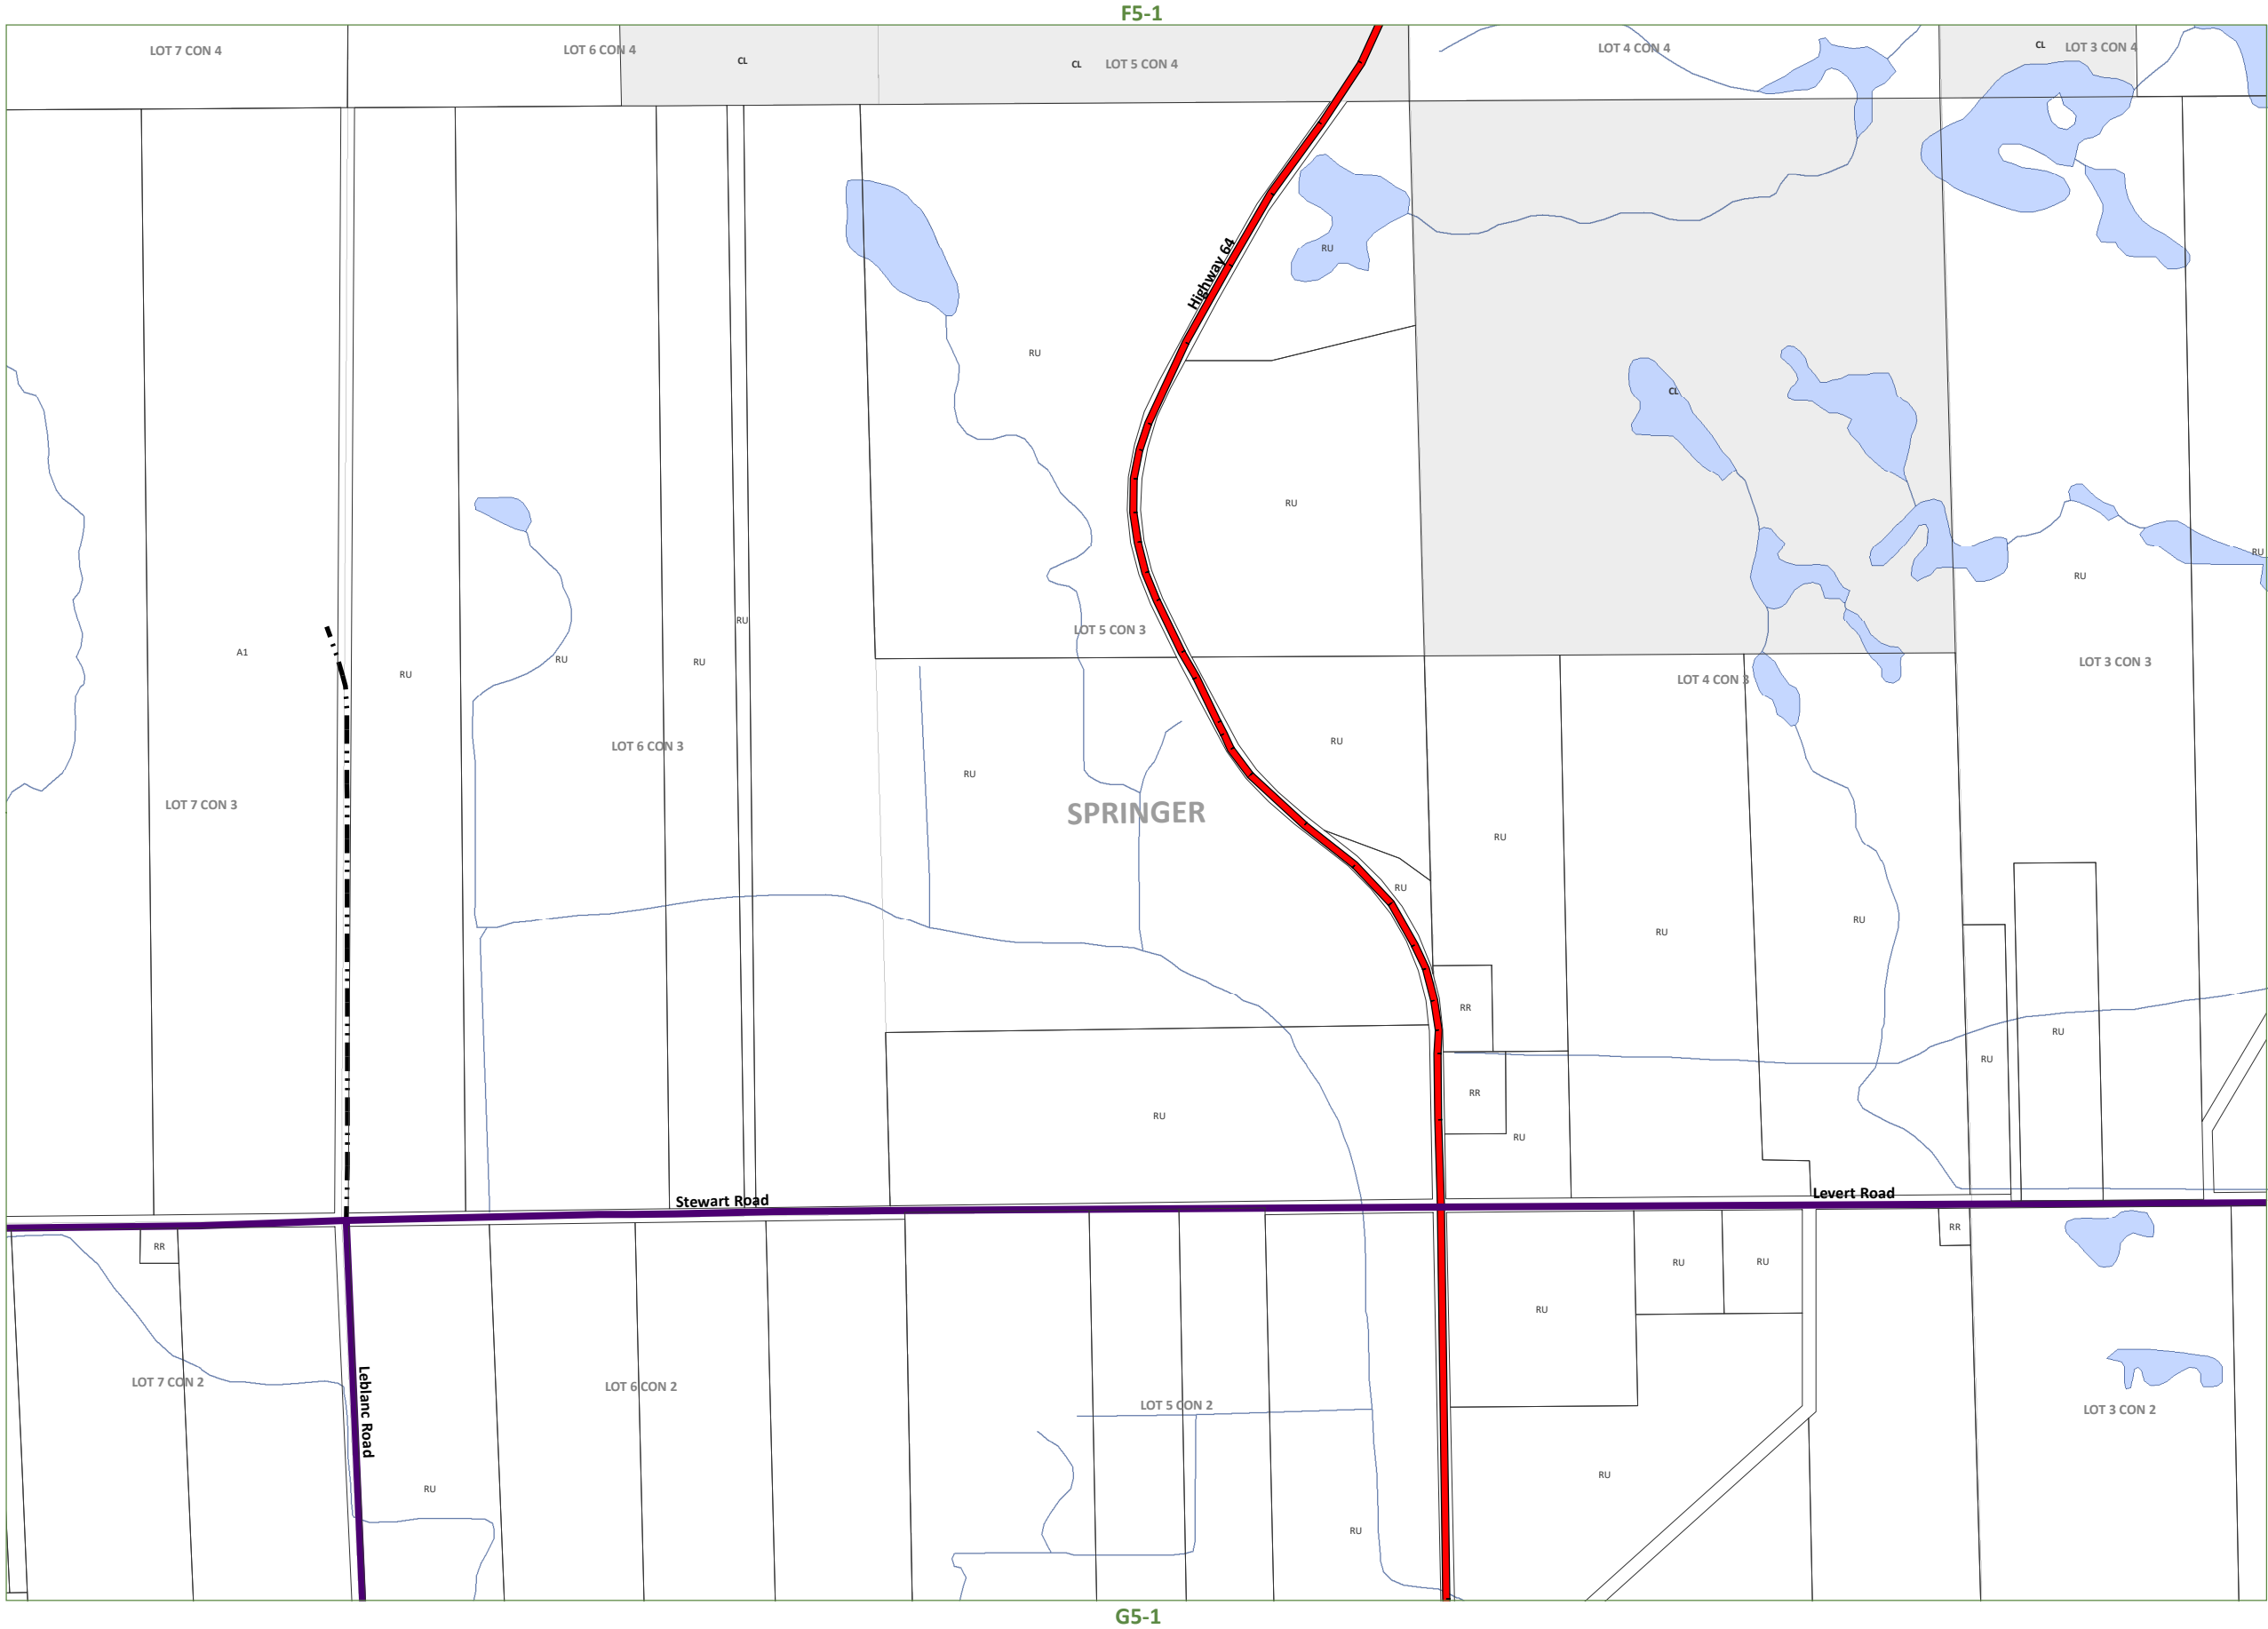 F5-1
LOT 7 CON 4
LOT 6 CON 4
CL
CL
LOT 5 CON 4
LOT 4 CON 4
CL
LOT 3 CON 4
Highway 64
RU
RU
CL
RU
RU
RU
RU
LOT 5 CON 3
A1
RU
RU
RU
LOT 4 CON 3
LOT 3 CON 3
LOT 6 CON 3
RU
RU
LOT 7 CON 3
SPRINGER
RU
RU
RU
RU
RR
RU
RU
RR
RU
RU
Stewart Road
Levert Road
RR
RR
RU
RU
RU
LOT 7 CON 2
LOT 6 CON 2
Leblanc Road
LOT 5 CON 2
LOT 3 CON 2
RU
RU
RU
G5-1